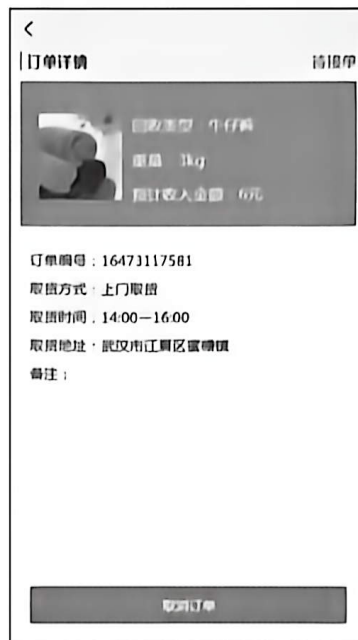 订单详情 待接单
回收类型 牛仔裤
重量 3kg
预计收入金额 6元
订单编号：16473117581
取货方式：上门取货
取货时间：14:00—16:00
取货地址：武汉市江夏区
备注：
取消订单